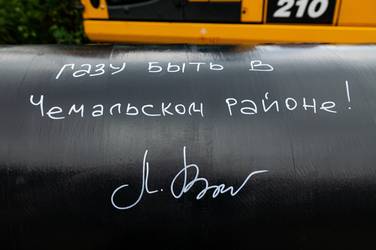 210
газу быть в
Чемальском районе!